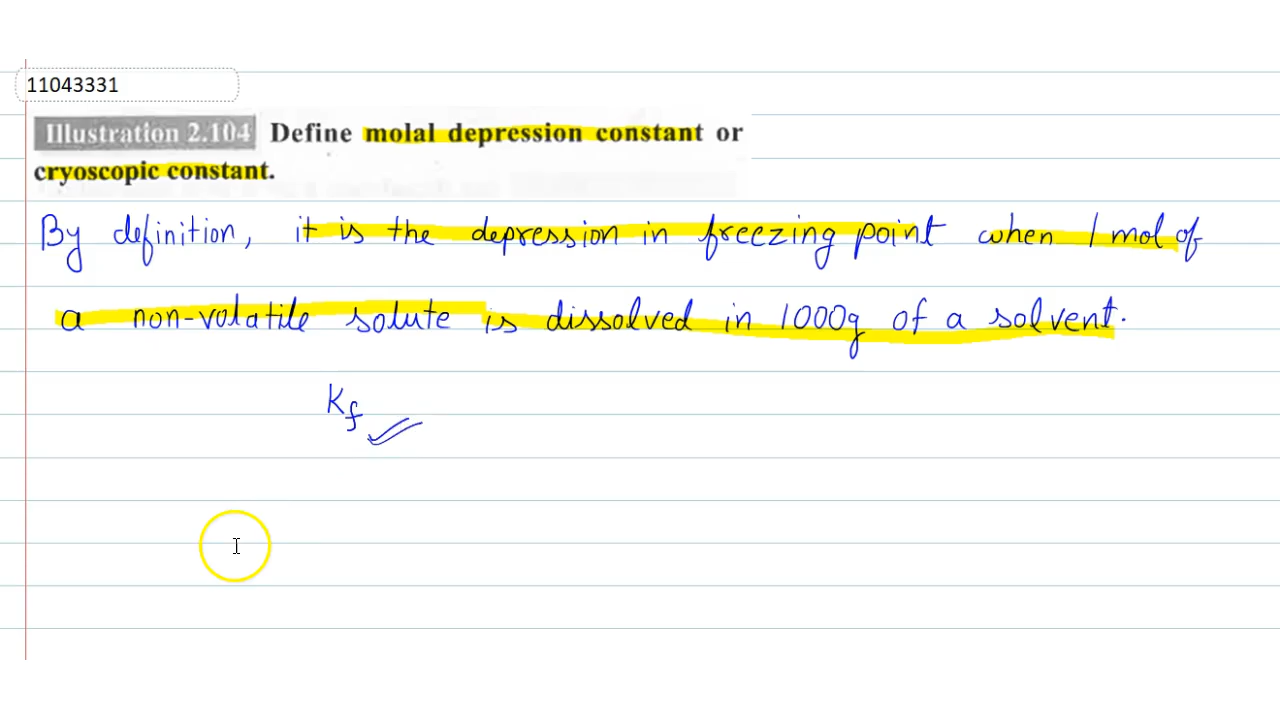 11043331
Illustration 2.104 Define molal depression constant or
cryoscopic constant.
By definition, it is the depression in freezing point when 1 mol of
a non-volatile solute is dissolved in 1000g of a solvent.
Kf